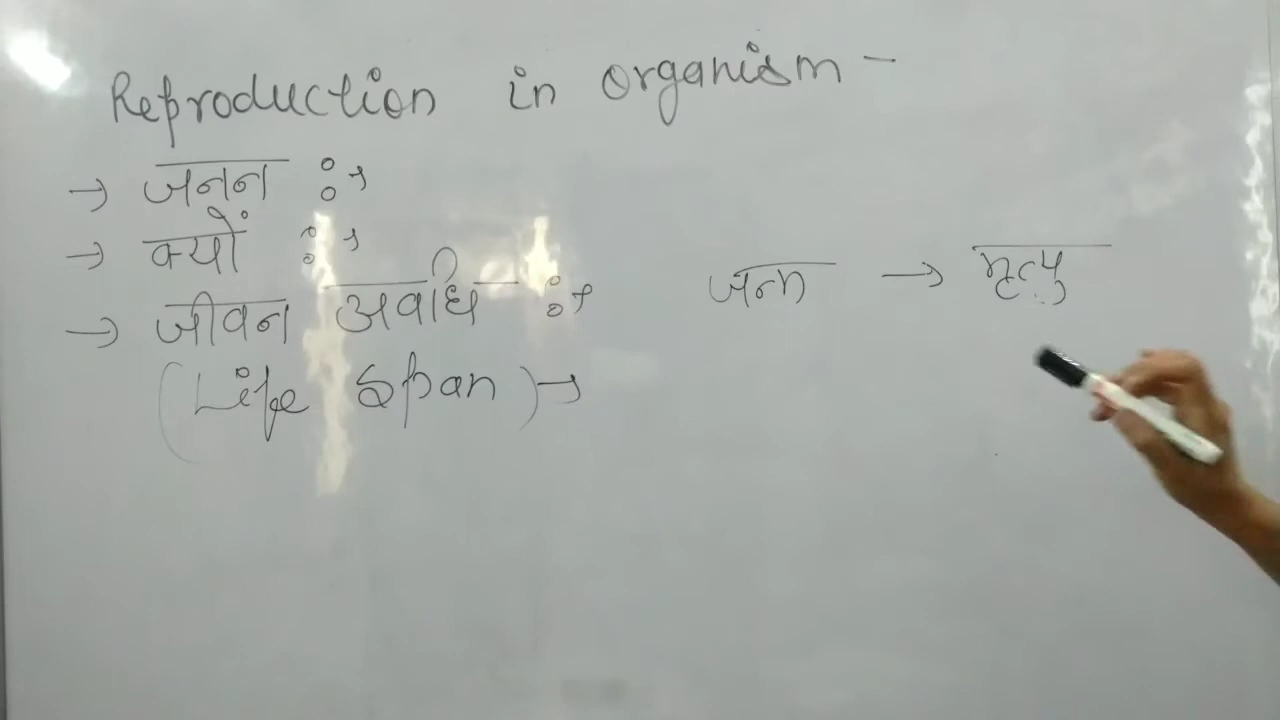 Reproduction in organism -
→ जनन :→
→ क्यों :→
→ जीवन अवधि :→ जन्म → मृत्यु
(Life Span) →